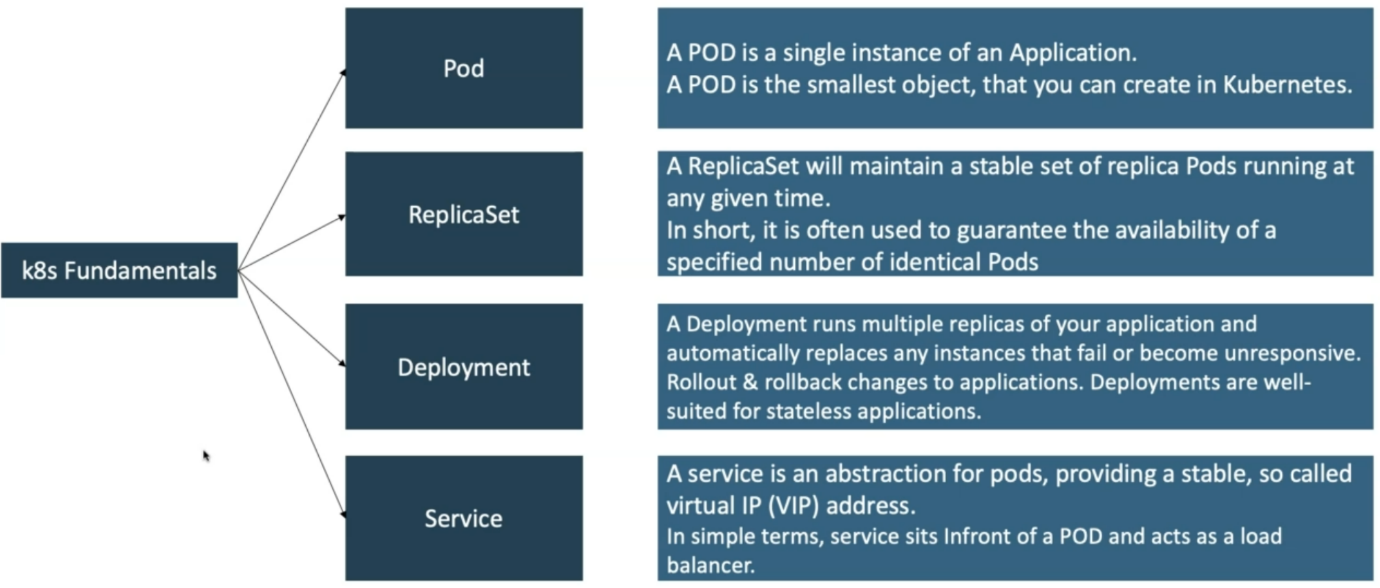 k8s Fundamentals
Pod
A POD is a single instance of an Application.
A POD is the smallest object, that you can create in Kubernetes.
ReplicaSet
A ReplicaSet will maintain a stable set of replica Pods running at
any given time.
In short, it is often used to guarantee the availability of a
specified number of identical Pods
Deployment
A Deployment runs multiple replicas of your application and
automatically replaces any instances that fail or become unresponsive.
Rollout & rollback changes to applications. Deployments are well-
suited for stateless applications.
Service
A service is an abstraction for pods, providing a stable, so called
virtual IP (VIP) address.
In simple terms, service sits Infront of a POD and acts as a load
balancer.